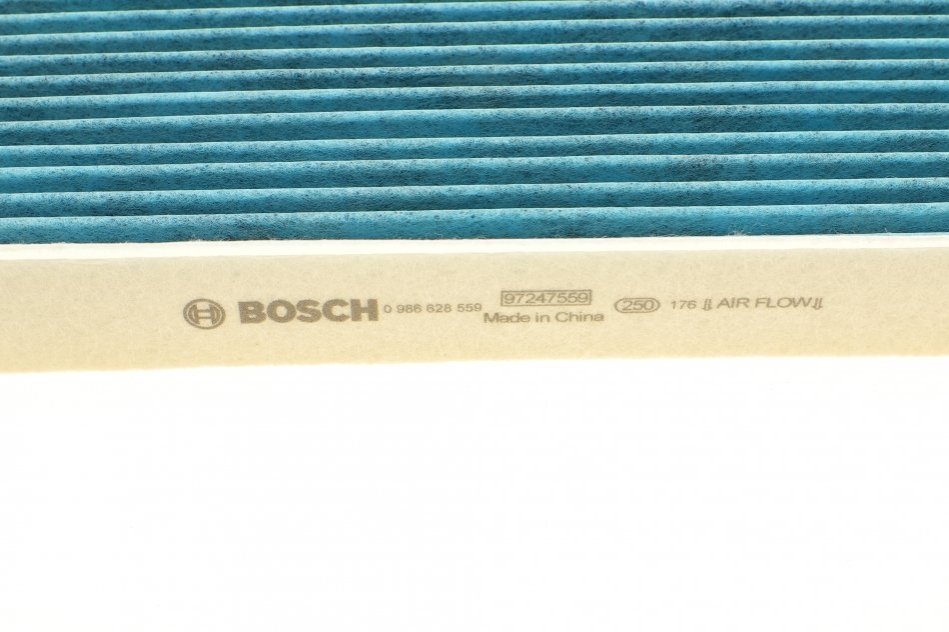 BOSCH 0 986 628 559 97247559 250 176 AIR FLOW
Made in China